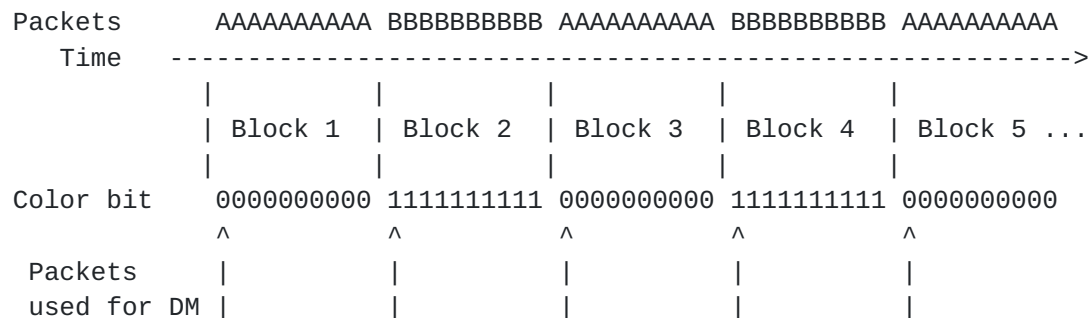 Packets AAAAAAAAAA BBBBBBBBBB AAAAAAAAAA BBBBBBBBBB AAAAAAAAAA
Time ---------------------------------------------------------->
| | | | |
| Block 1 | Block 2 | Block 3 | Block 4 | Block 5 ...
| | | | |
Color bit 0000000000 1111111111 0000000000 1111111111 0000000000
^ ^ ^ ^ ^
Packets | | | | |
used for DM | | | | |